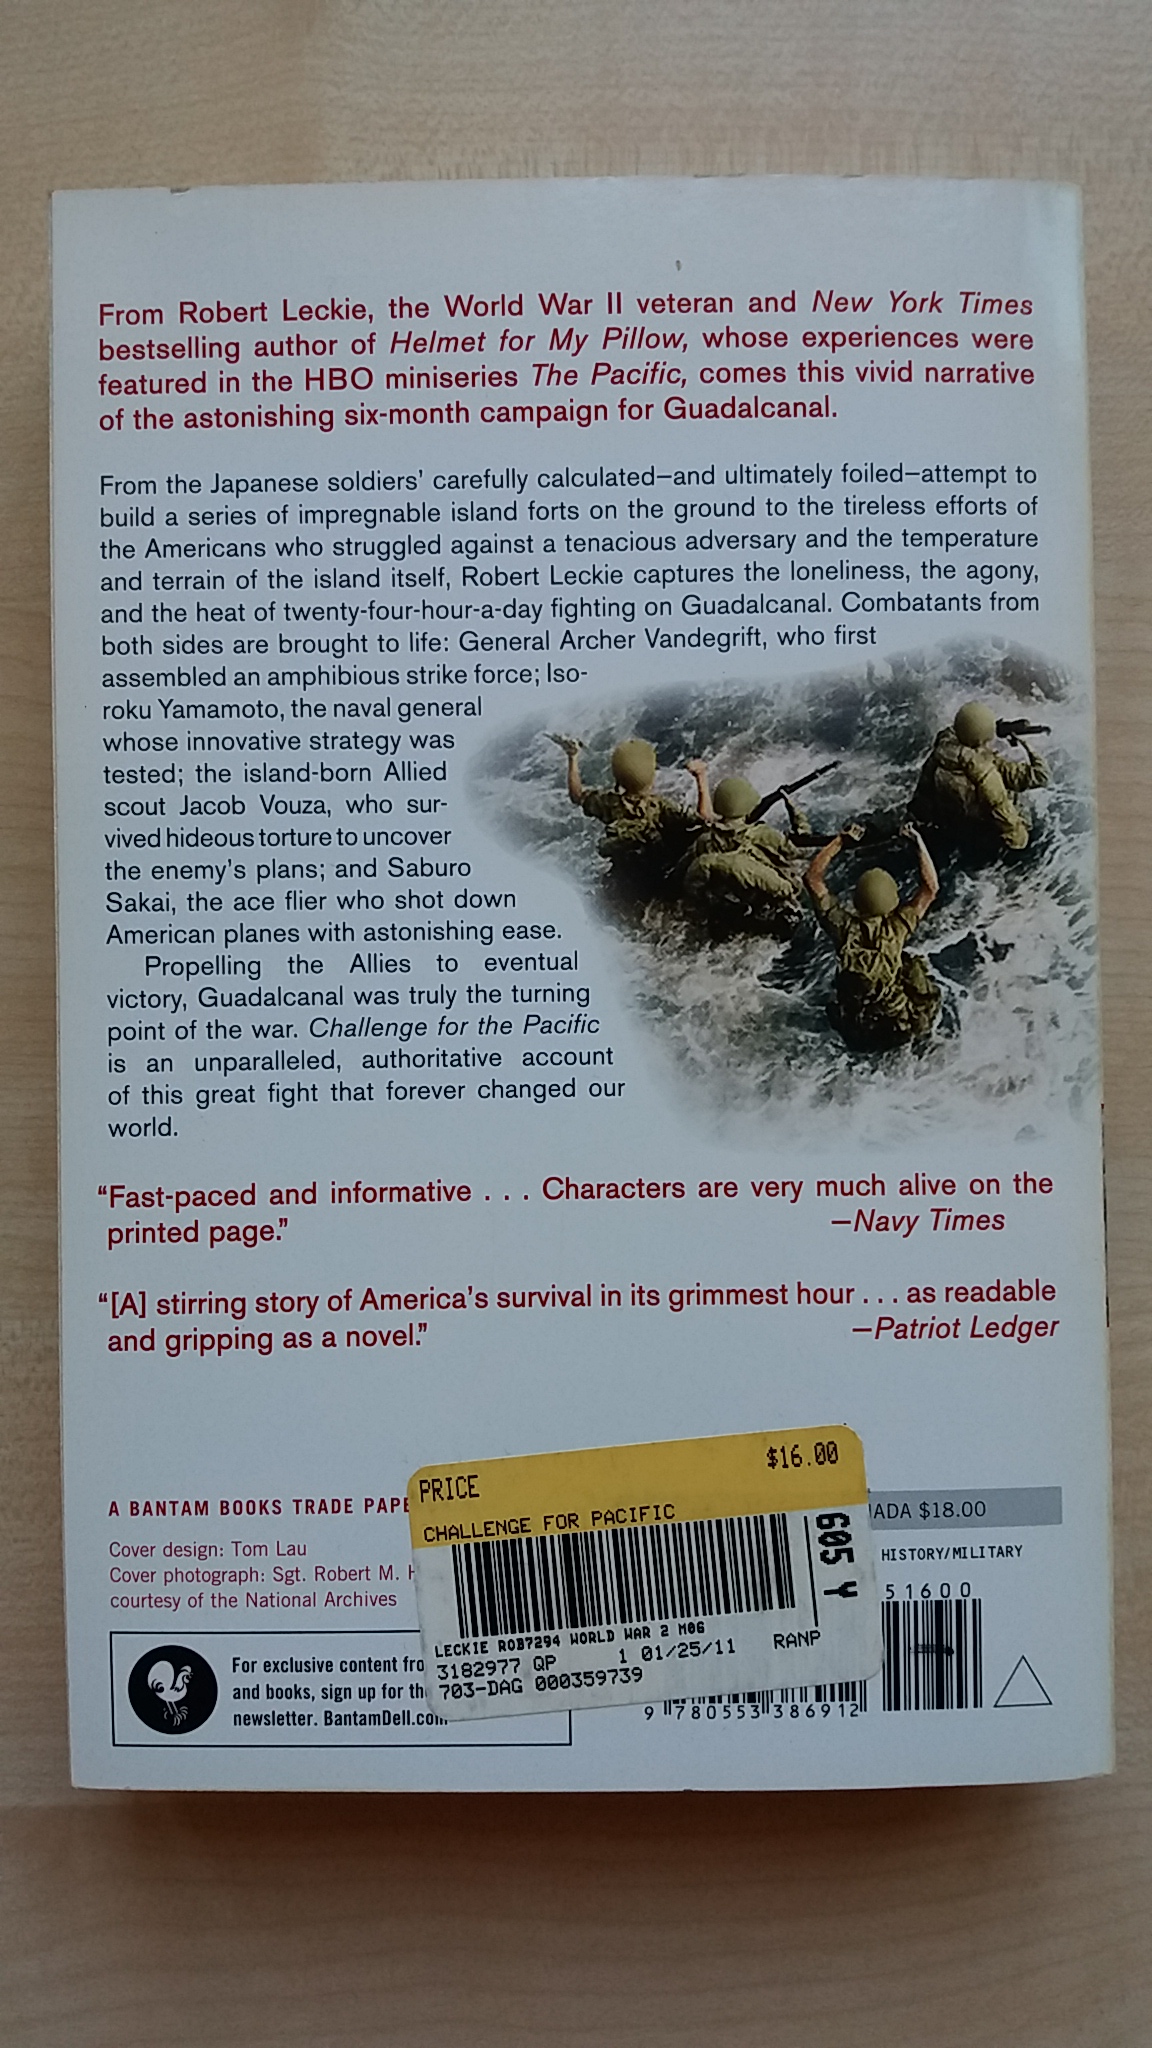 From Robert Leckie, the World War II veteran and New York Times
bestselling author of Helmet for My Pillow, whose experiences were
featured in the HBO miniseries The Pacific, comes this vivid narrative
of the astonishing six-month campaign for Guadalcanal.
From the Japanese soldiers' carefully calculated—and ultimately foiled—attempt to
build a series of impregnable island forts on the ground to the tireless efforts of
the Americans who struggled against a tenacious adversary and the temperature
and terrain of the island itself, Robert Leckie captures the loneliness, the agony,
and the heat of twenty-four-hour-a-day fighting on Guadalcanal. Combatants from
both sides are brought to life: General Archer Vandegrift, who first
assembled an amphibious strike force; Iso-
roku Yamamoto, the naval general
whose innovative strategy was
tested; the island-born Allied
scout Jacob Vouza, who sur-
vived hideous torture to uncover
the enemy's plans; and Saburo
Sakai, the ace flier who shot down
American planes with astonishing ease.
Propelling the Allies to eventual
victory, Guadalcanal was truly the turning
point of the war. Challenge for the Pacific
is an unparalleled, authoritative account
of this great fight that forever changed our
world.
"Fast-paced and informative . . . Characters are very much alive on the
printed page."
—Navy Times
"[A] stirring story of America's survival in its grimmest hour . . . as readable
and gripping as a novel."
—Patriot Ledger
A BANTAM BOOKS TRADE PAPE
Cover design: Tom Lau
Cover photograph: Sgt. Robert M. H
courtesy of the National Archives
For exclusive content fro
and books, sign up for th
newsletter. BantamDell.com
PRICE $16.00
CHALLENGE FOR PACIFIC
605 Y
LECKIE ROB7294 WORLD WAR 2 M06
3182977 QP 1 01/25/11 RANP
703-DAG 000359739
ADA $18.00
HISTORY/MILITARY
51600
9 780553 386912